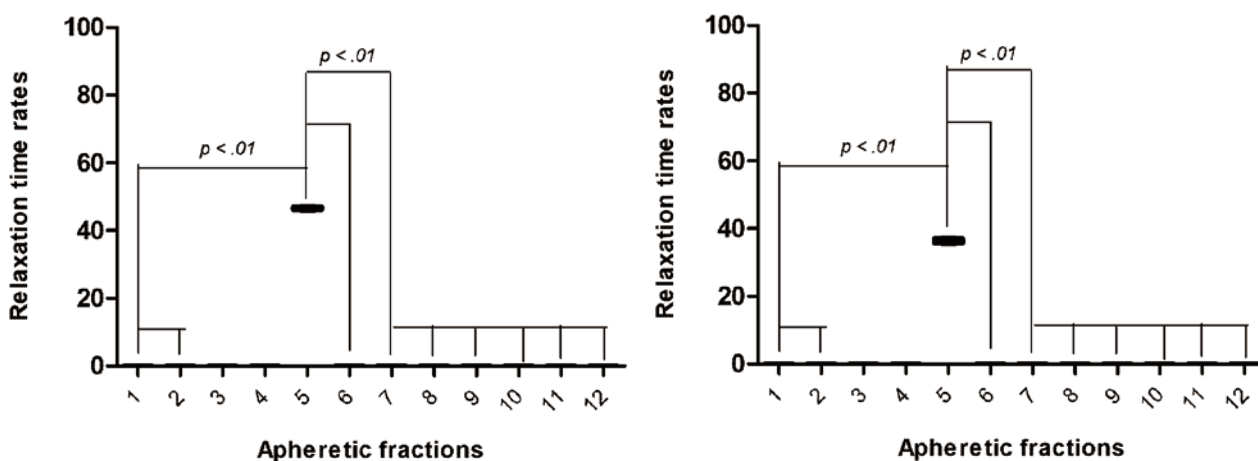 Relaxation time rates
100
80
60
40
20
0
p < .01
p < .01
1 2 3 4 5 6 7 8 9 10 11 12
Apheretic fractions
Relaxation time rates
100
80
60
40
20
0
p < .01
p < .01
1 2 3 4 5 6 7 8 9 10 11 12
Apheretic fractions